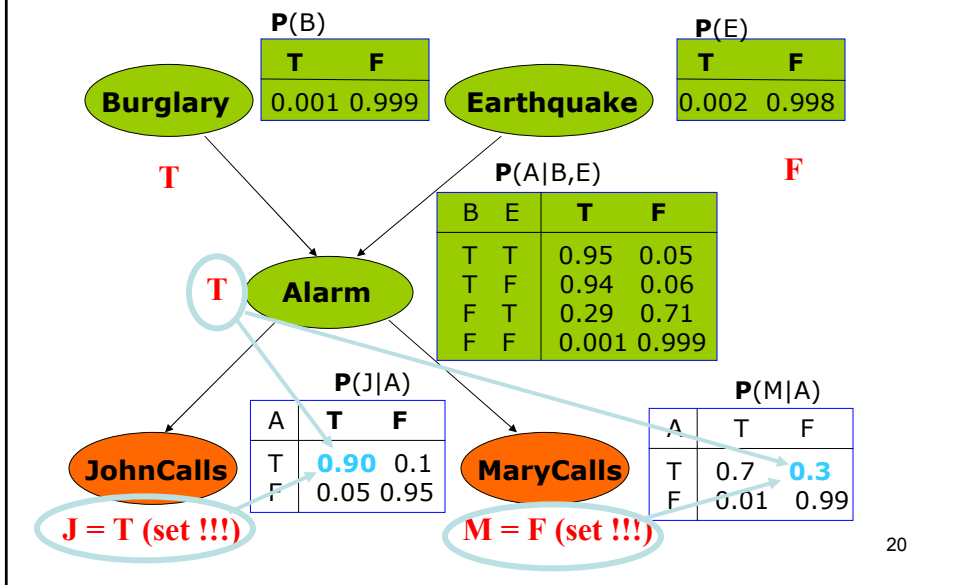 P(B)
T F
0.001 0.999
Burglary
P(E)
T F
0.002 0.998
Earthquake
T
F
P(A|B,E)
B E T F
T T 0.95 0.05
T F 0.94 0.06
F T 0.29 0.71
F F 0.001 0.999
T
Alarm
P(J|A)
A T F
T 0.90 0.1
F 0.05 0.95
JohnCalls
P(M|A)
A T F
T 0.7 0.3
F 0.01 0.99
MaryCalls
J = T (set !!!)
M = F (set !!!)
20